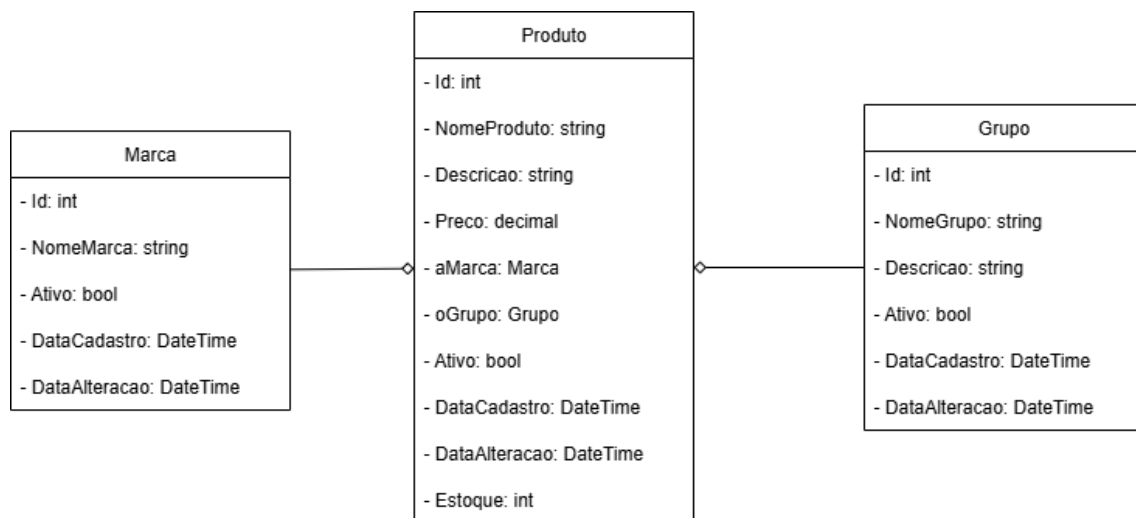 Marca
- Id: int
- NomeMarca: string
- Ativo: bool
- DataCadastro: DateTime
- DataAlteracao: DateTime
Produto
- Id: int
- NomeProduto: string
- Descricao: string
- Preco: decimal
- aMarca: Marca
- oGrupo: Grupo
- Ativo: bool
- DataCadastro: DateTime
- DataAlteracao: DateTime
- Estoque: int
Grupo
- Id: int
- NomeGrupo: string
- Descricao: string
- Ativo: bool
- DataCadastro: DateTime
- DataAlteracao: DateTime